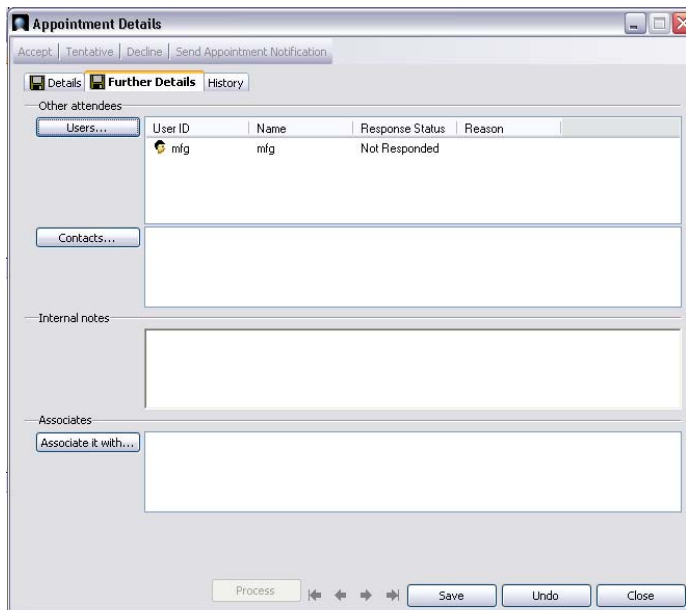 Appointment Details
Accept Tentative Decline Send Appointment Notification
Details Further Details History
Other attendees
Users... User ID Name Response Status Reason
mfg mfg Not Responded
Contacts...
Internal notes
Associates
Associate it with...
Process Save Undo Close